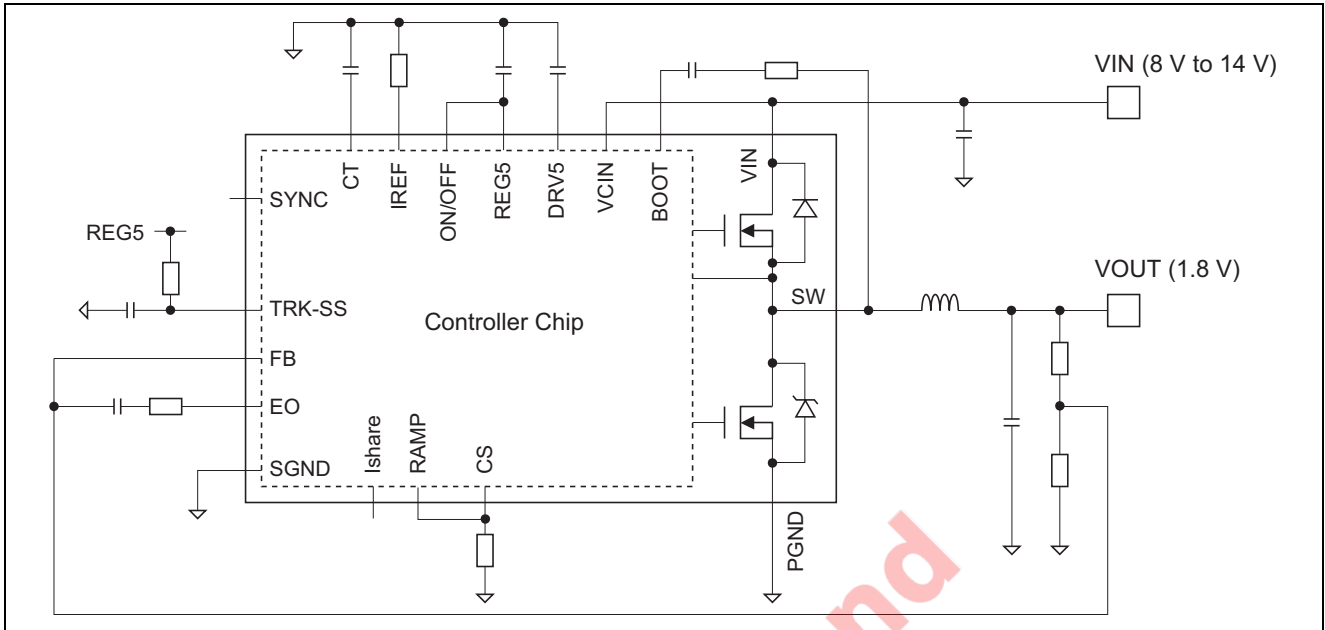 VIN (8 V to 14 V)
CT
IREF
ON/OFF
REG5
DRV5
VCIN
BOOT
VIN
SYNC
REG5
TRK-SS
Controller Chip
SW
VOUT (1.8 V)
FB
EO
SGND
Ishare
RAMP
CS
PGND